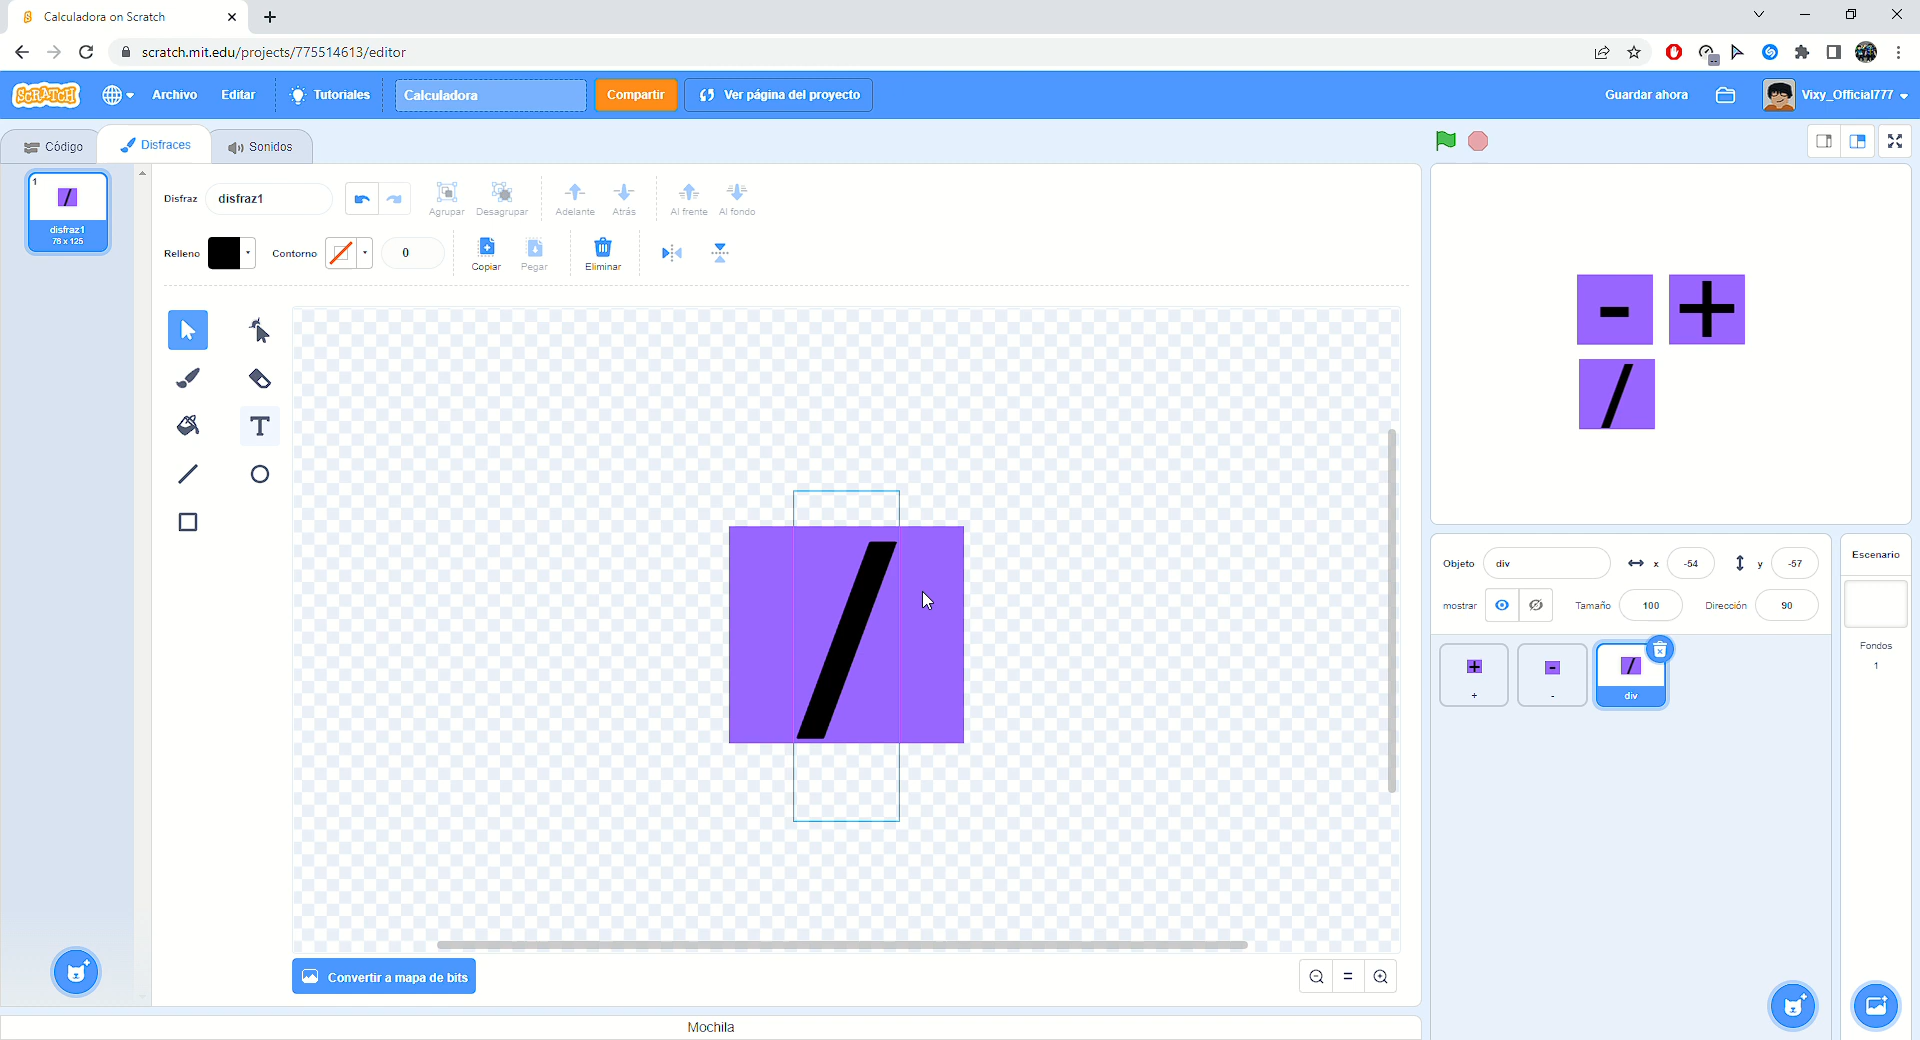 Calculadora on Scratch
scratch.mit.edu/projects/775514613/editor
SCRATCH
Archivo
Editar
Tutoriales
Calculadora
Compartir
Ver página del proyecto
Guardar ahora
Vixy_Official777
Código
Disfraces
Sonidos
1
/
disfraz1
78 x 125
Disfraz
disfraz1
Agrupar
Desagrupar
Adelante
Atrás
Al frente
Al fondo
Relleno
Contorno
0
Copiar
Pegar
Eliminar
T
/
Convertir a mapa de bits
=
Mochila
- +
/
Objeto
div
x
-54
y
-57
mostrar
Tamaño
100
Dirección
90
+
+
-
-
/
div
Escenario
Fondos
1